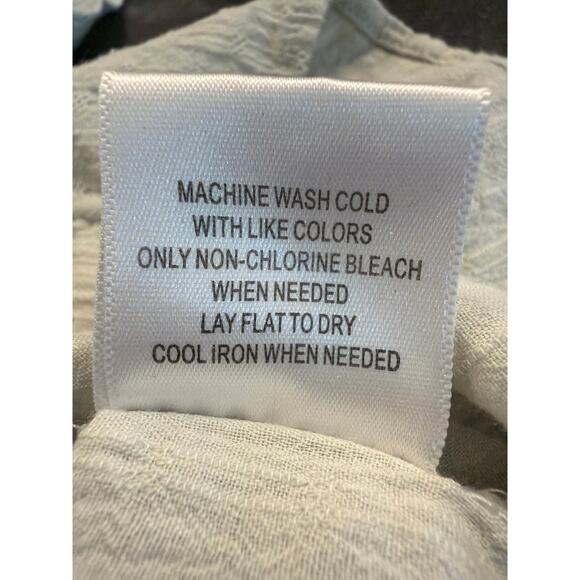 MACHINE WASH COLD
WITH LIKE COLORS
ONLY NON-CHLORINE BLEACH
WHEN NEEDED
LAY FLAT TO DRY
COOL IRON WHEN NEEDED